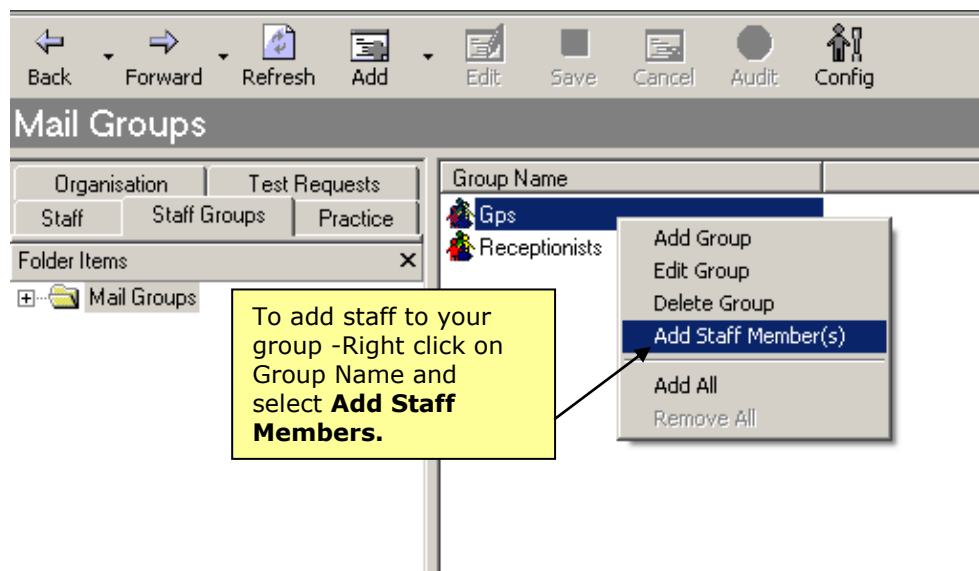 Back Forward Refresh Add Edit Save Cancel Audit Config
Mail Groups
Organisation Test Requests
Staff Staff Groups Practice
Folder Items
Mail Groups
Group Name
Gps
Receptionists
Add Group
Edit Group
Delete Group
Add Staff Member(s)
Add All
Remove All
To add staff to your
group -Right click on
Group Name and
select Add Staff
Members.